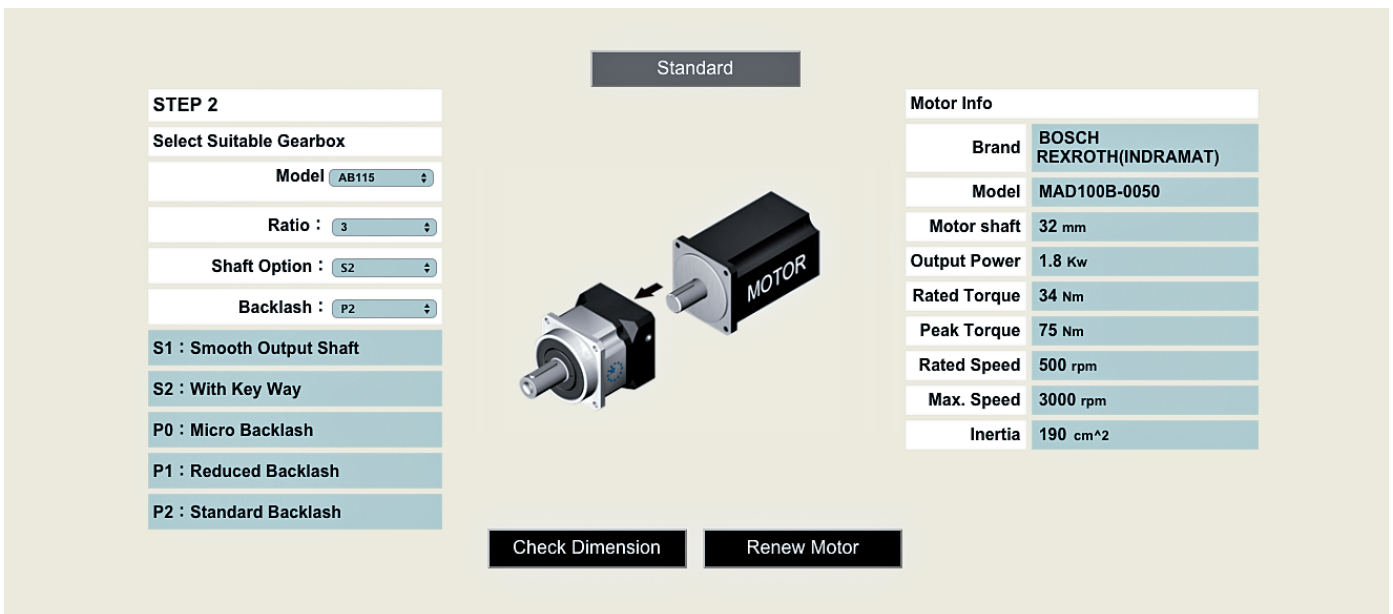 Standard
STEP 2
Select Suitable Gearbox
Model AB115
Ratio： 3
Shaft Option： S2
Backlash： P2
S1：Smooth Output Shaft
S2：With Key Way
P0：Micro Backlash
P1：Reduced Backlash
P2：Standard Backlash
MOTOR
Check Dimension
Renew Motor
Motor Info
Brand BOSCH
REXROTH(INDRAMAT)
Model MAD100B-0050
Motor shaft 32 mm
Output Power 1.8 Kw
Rated Torque 34 Nm
Peak Torque 75 Nm
Rated Speed 500 rpm
Max. Speed 3000 rpm
Inertia 190 cm^2